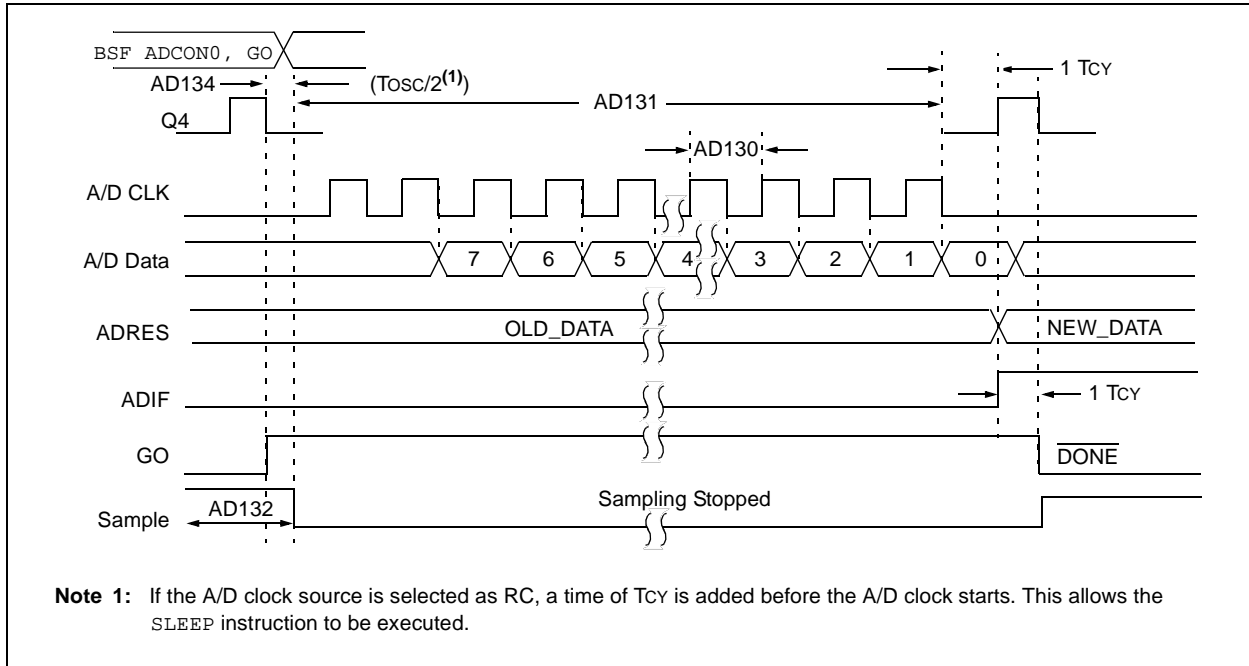 BSF ADCON0, GO
1 TCY
AD134
(TOSC/2(1))
AD131
Q4
AD130
A/D CLK
A/D Data
7 6 5 4 3 2 1 0
ADRES
OLD_DATA
NEW_DATA
ADIF
1 TCY
GO
DONE
Sampling Stopped
AD132
Sample
Note 1: If the A/D clock source is selected as RC, a time of TCY is added before the A/D clock starts. This allows the
SLEEP instruction to be executed.